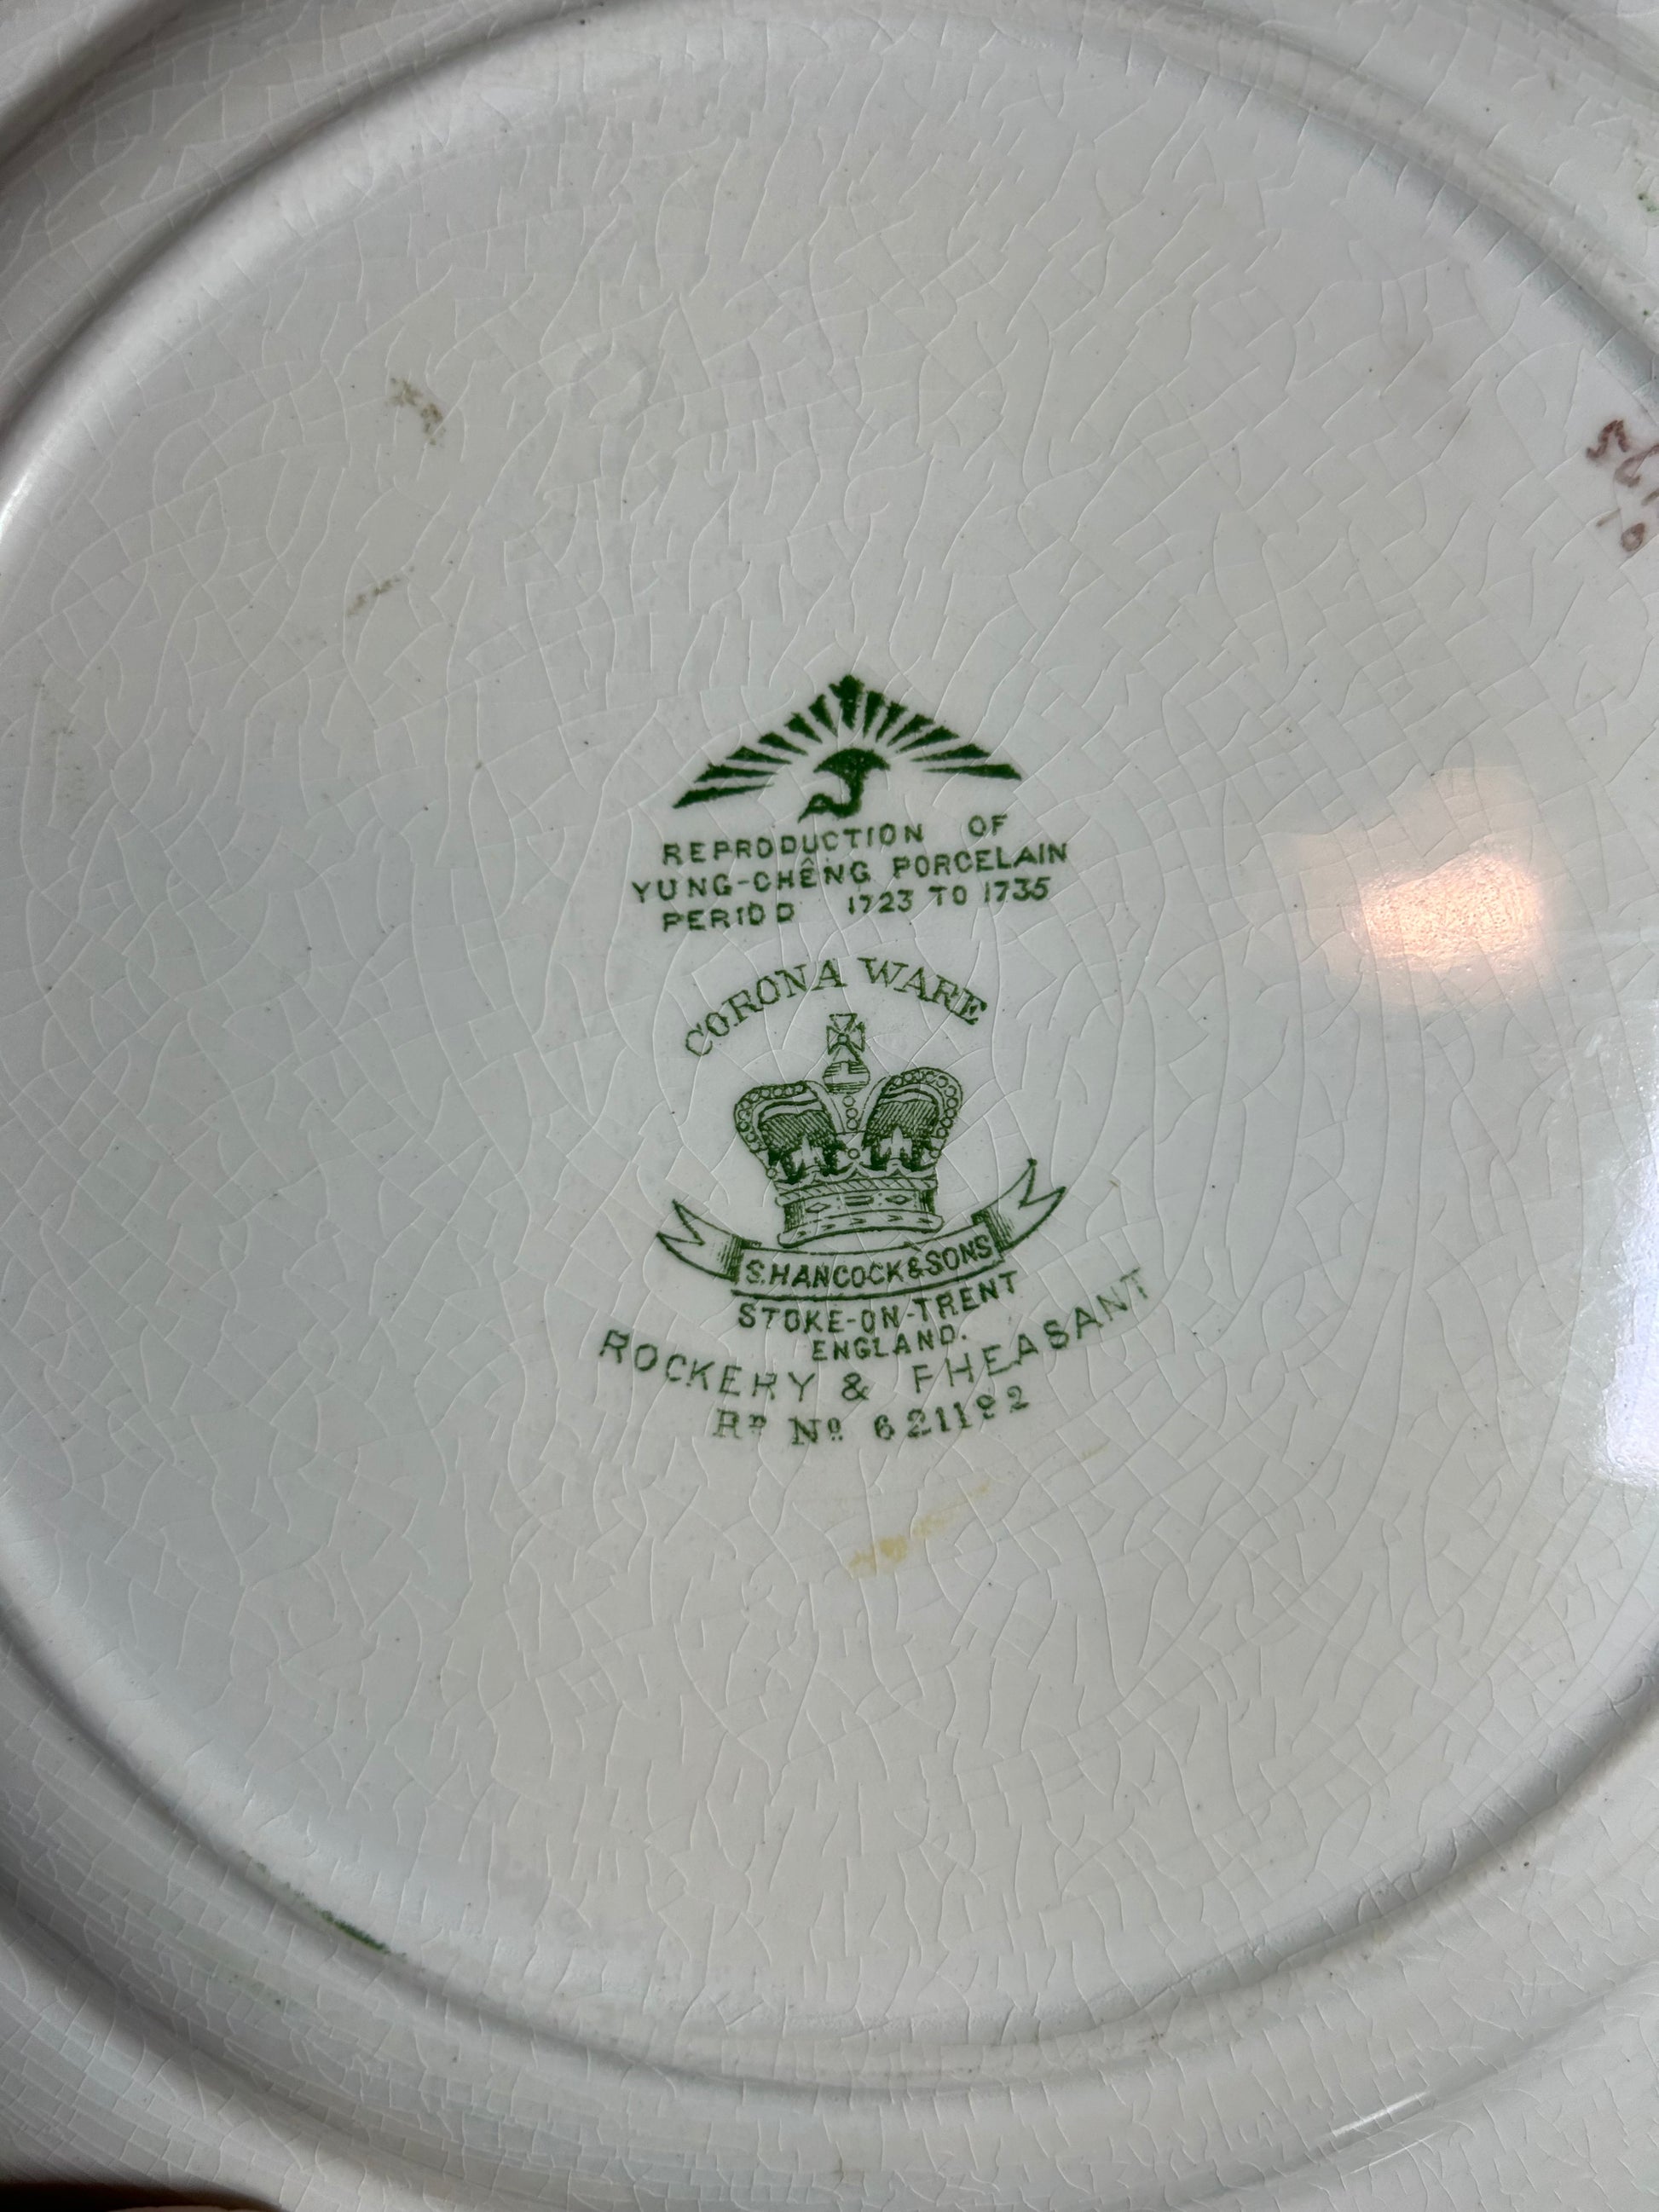 REPRODUCTION OF
YUNG-CHÊNG PORCELAIN
PERIOD 1723 TO 1735
CORONA WARE
S.HANCOCK&SONS
STOKE-ON-TRENT
ENGLAND.
ROCKERY & PHEASANT
Rᴰ Nº